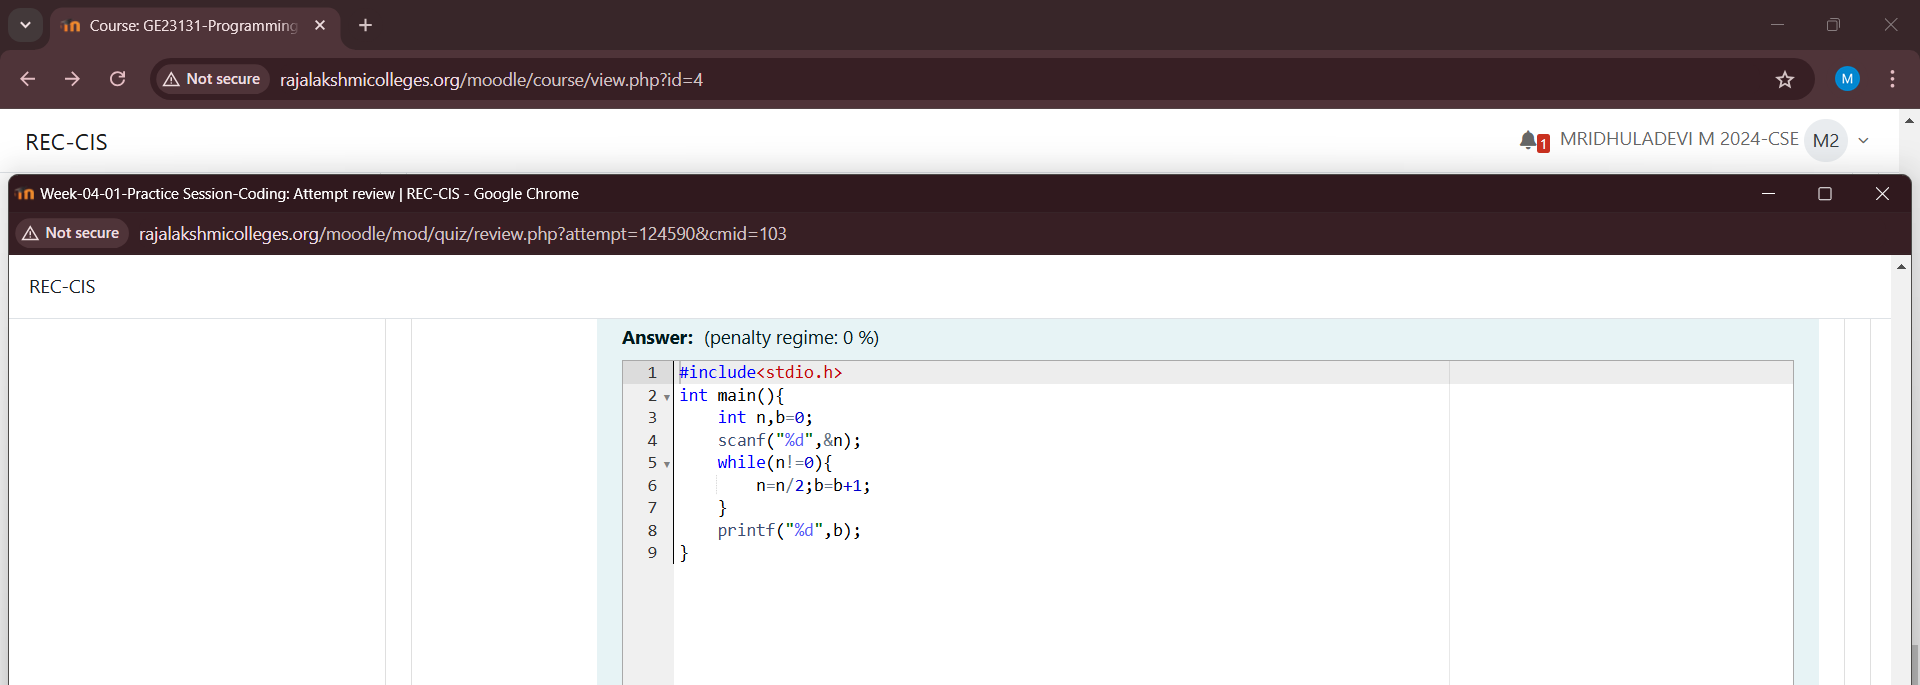 Course: GE23131-Programming
Not secure rajalakshmicolleges.org/moodle/course/view.php?id=4
M
REC-CIS
1 MRIDHULADEVI M 2024-CSE M2
Week-04-01-Practice Session-Coding: Attempt review | REC-CIS - Google Chrome
Not secure rajalakshmicolleges.org/moodle/mod/quiz/review.php?attempt=124590&cmid=103
REC-CIS
Answer: (penalty regime: 0 %)
1 #include<stdio.h>
2 int main(){
3 int n,b=0;
4 scanf("%d",&n);
5 while(n!=0){
6 n=n/2;b=b+1;
7 }
8 printf("%d",b);
9 }